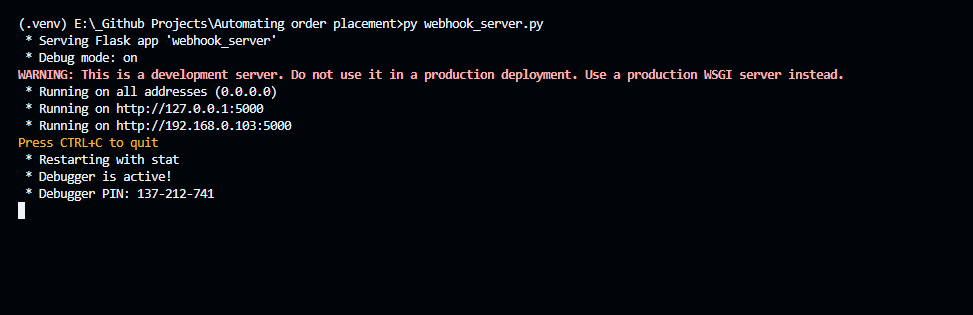 (.venv) E:\_Github Projects\Automating order placement>py webhook_server.py
 * Serving Flask app 'webhook_server'
 * Debug mode: on
WARNING: This is a development server. Do not use it in a production deployment. Use a production WSGI server instead.
 * Running on all addresses (0.0.0.0)
 * Running on http://127.0.0.1:5000
 * Running on http://192.168.0.103:5000
Press CTRL+C to quit
 * Restarting with stat
 * Debugger is active!
 * Debugger PIN: 137-212-741